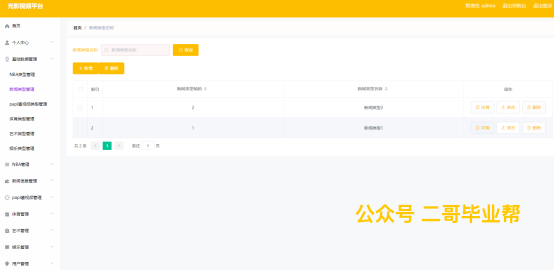 光影视频平台
管理员 admin 退出到前台 退出登录
首页 / 新闻类型名称
首页
个人中心
基础数据管理
NBA类型管理
新闻类型管理
papi酱视频类型管理
体育类型管理
艺术类型管理
娱乐类型管理
NBA管理
新闻信息管理
papi酱视频管理
体育管理
艺术管理
娱乐管理
用户管理
新闻类型名称 新闻类型名称 查询
+ 新增 删除
索引 新闻类型编码 新闻类型名称 操作
1 2 新闻类型2 详情 修改 删除
2 1 新闻类型1 详情 修改 删除
共 2 条 < 1 > 前往 1 页
公众号 二哥毕业帮